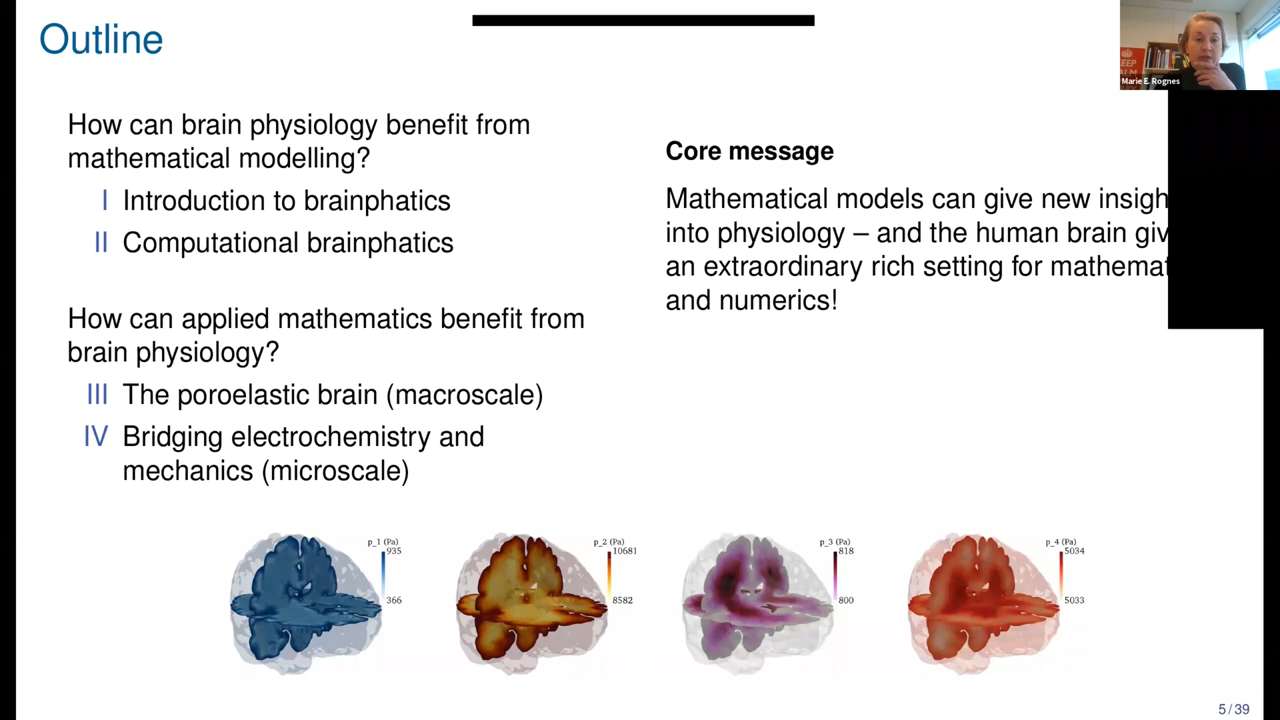 Outline
How can brain physiology benefit from
mathematical modelling?
I Introduction to brainphatics
II Computational brainphatics
How can applied mathematics benefit from
brain physiology?
III The poroelastic brain (macroscale)
IV Bridging electrochemistry and
mechanics (microscale)
Core message
Mathematical models can give new insigh
into physiology – and the human brain giv
an extraordinary rich setting for mathemat
and numerics!
KEEP
Marie E. Rognes
p_1 (Pa)
935
366
p_2 (Pa)
10681
8582
p_3 (Pa)
818
800
p_4 (Pa)
5034
5033
5 / 39